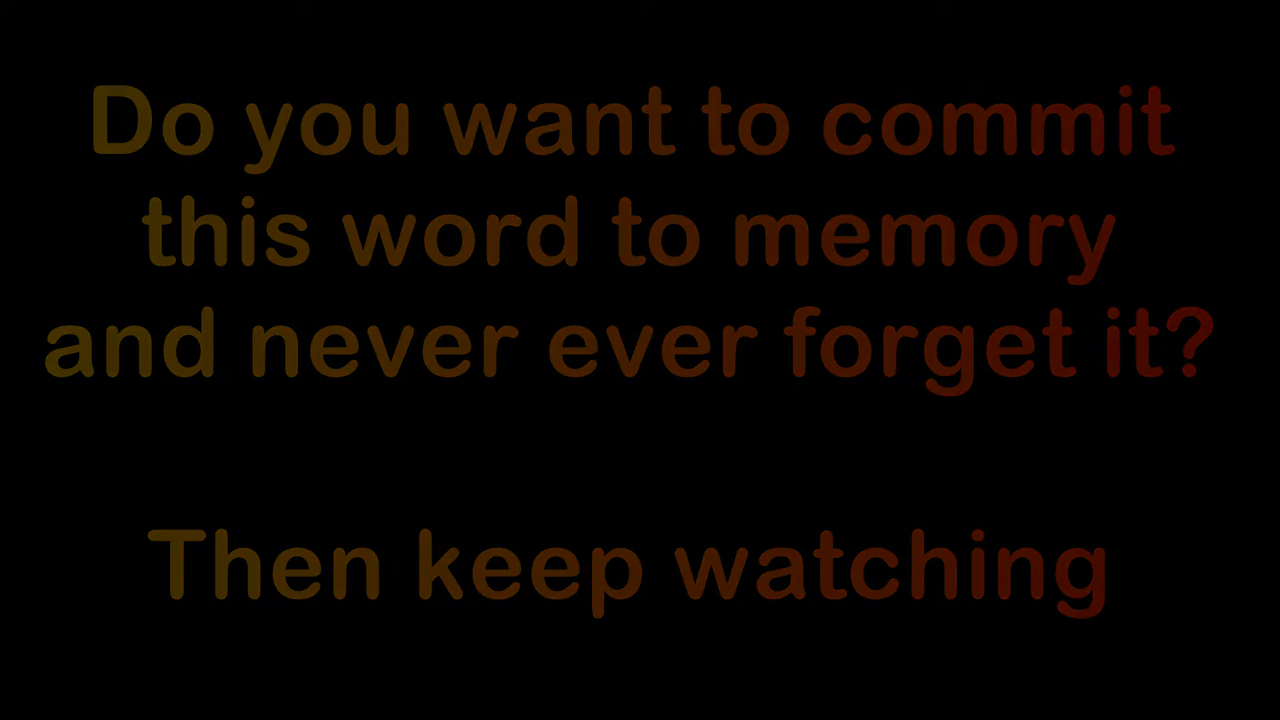 Do you want to commit
this word to memory
and never ever forget it?
Then keep watching